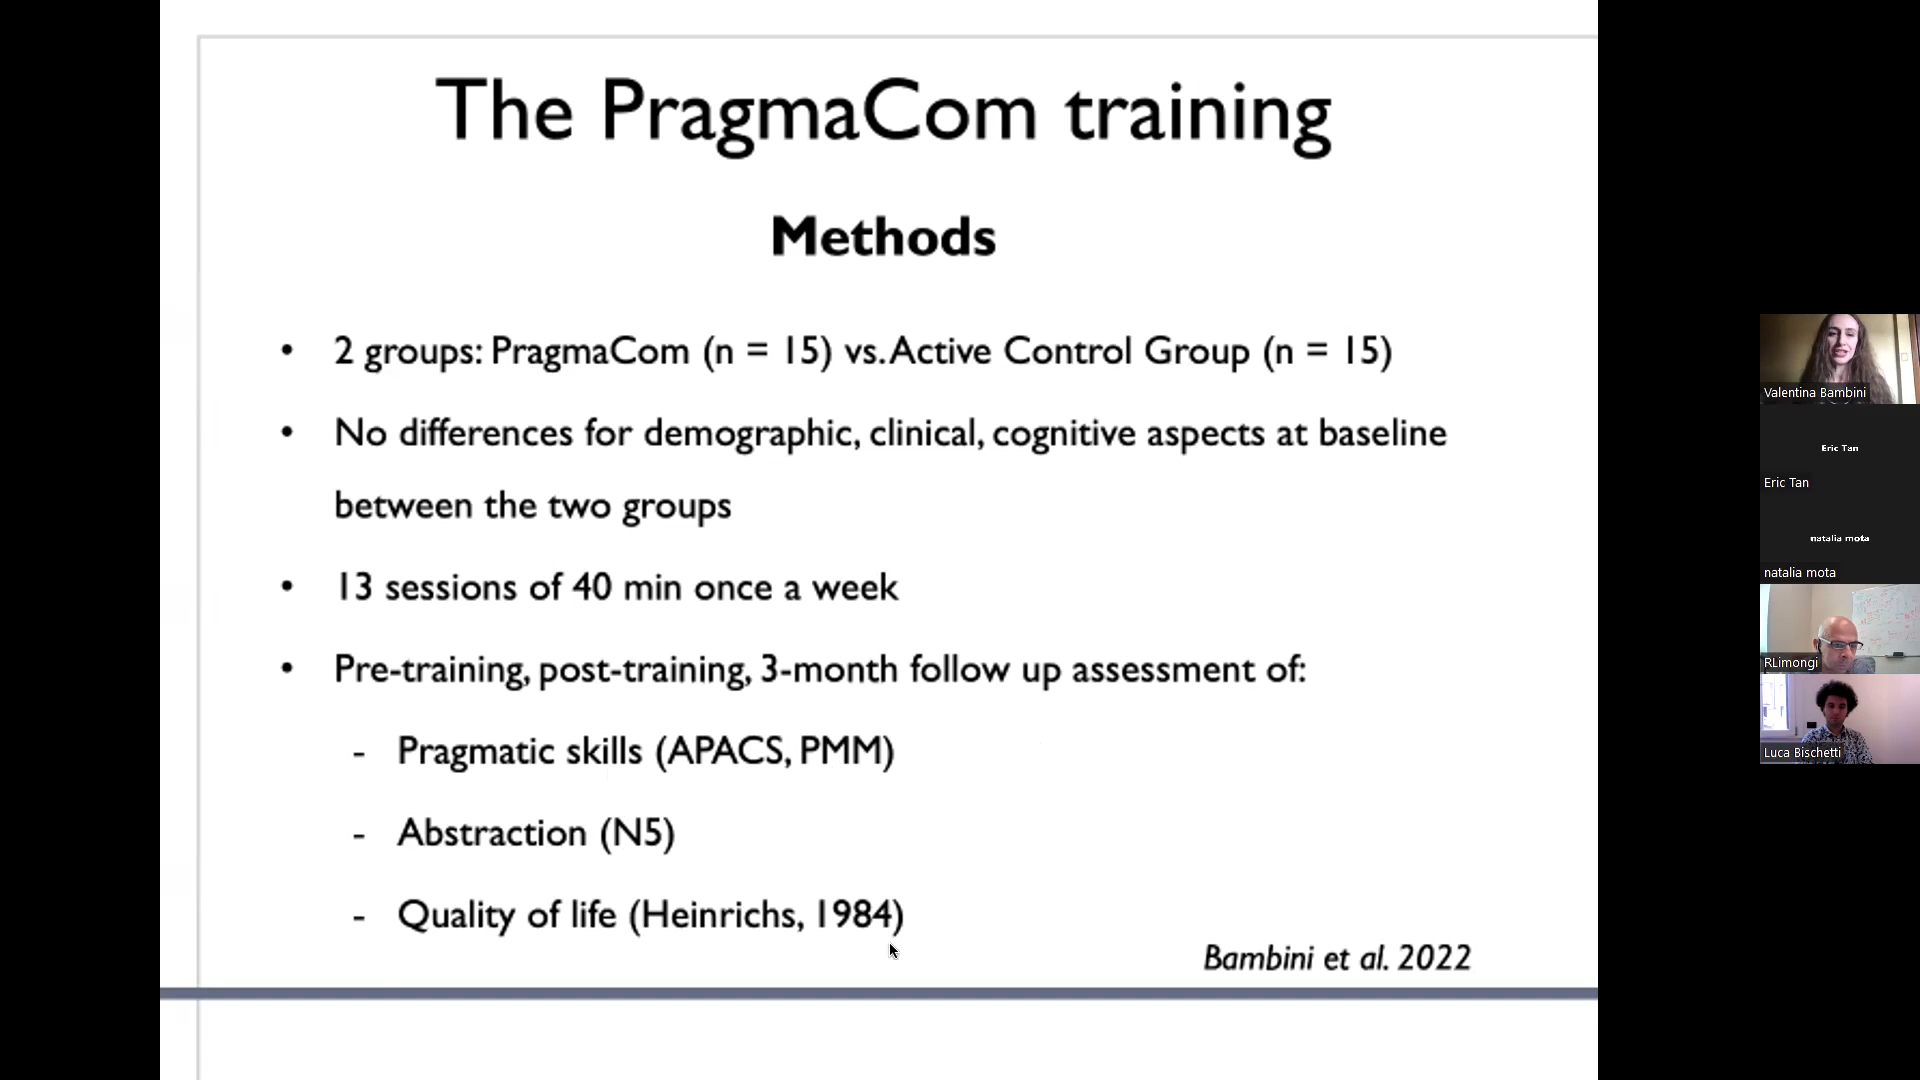 The PragmaCom training
Methods
• 2 groups: PragmaCom (n = 15) vs. Active Control Group (n = 15)
• No differences for demographic, clinical, cognitive aspects at baseline
between the two groups
• 13 sessions of 40 min once a week
• Pre-training, post-training, 3-month follow up assessment of:
- Pragmatic skills (APACS, PMM)
- Abstraction (N5)
- Quality of life (Heinrichs, 1984)
Bambini et al. 2022
Valentina Bambini
Eric Tan
Eric Tan
natalia mota
natalia mota
RLimongi
Luca Bischetti